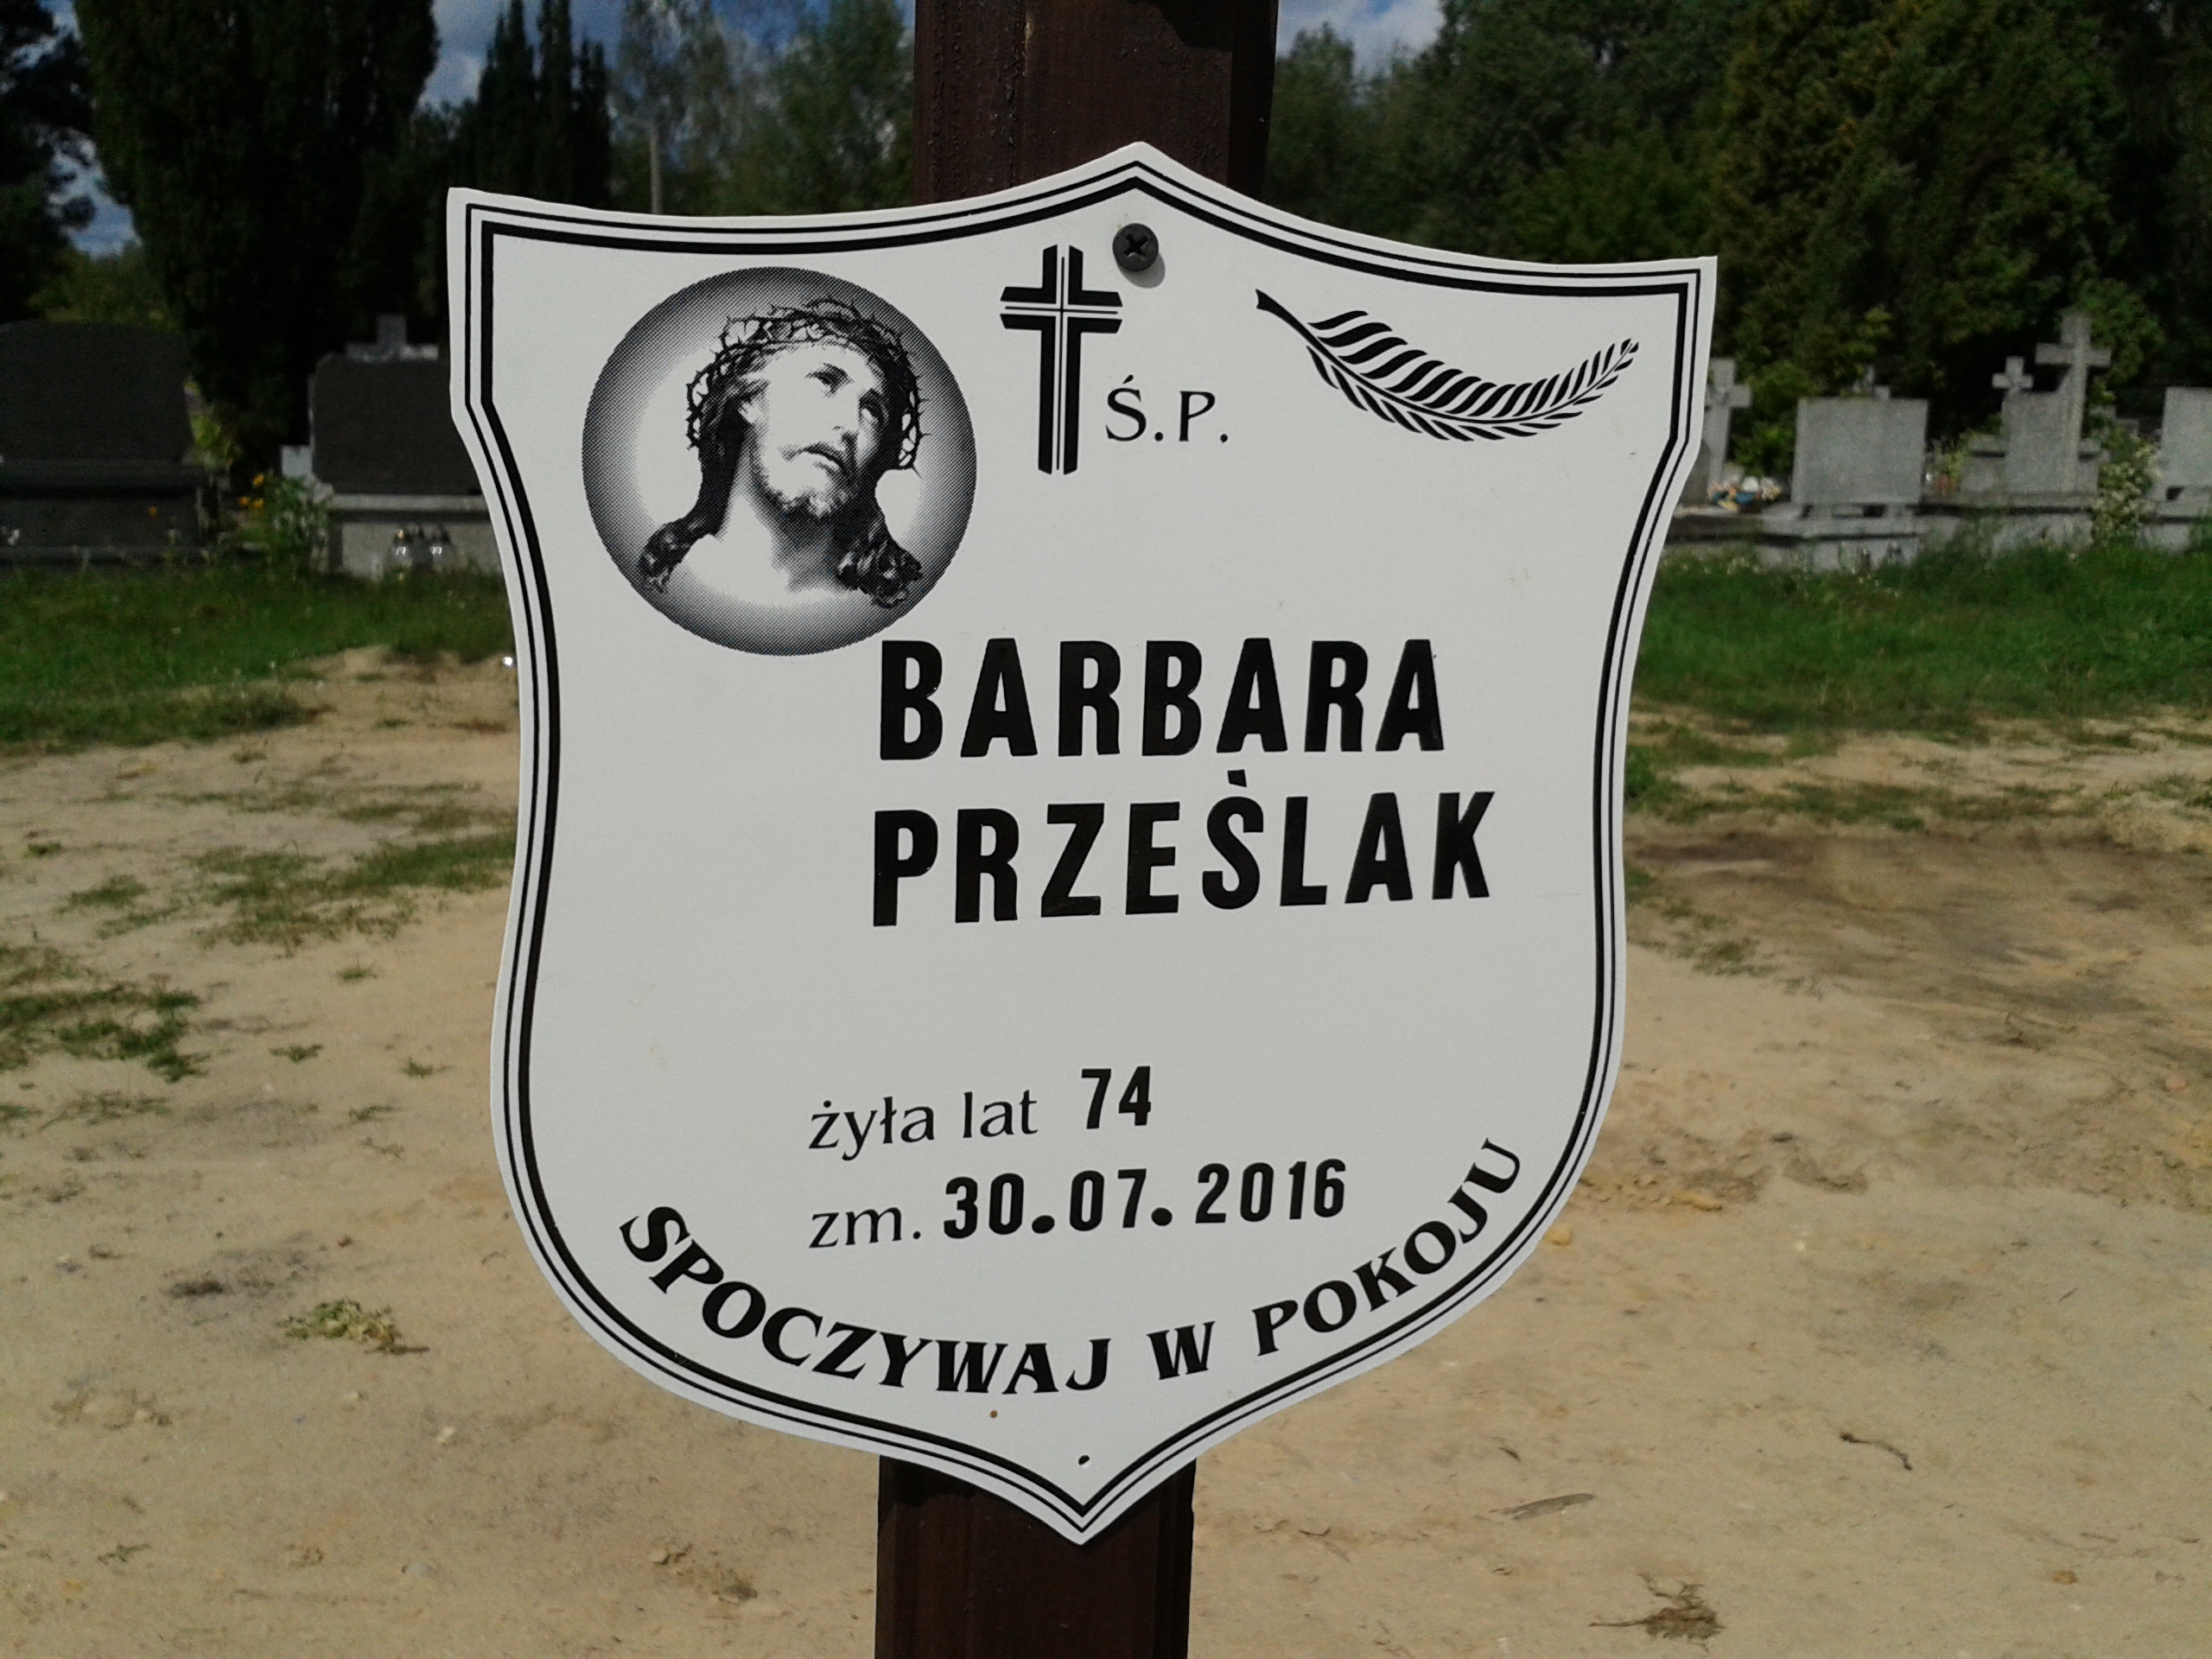 Ś.P.
BARBARA
PRZEŚLAK
żyła lat 74
zm. 30.07.2016
SPOCZYWAJ W POKOJU